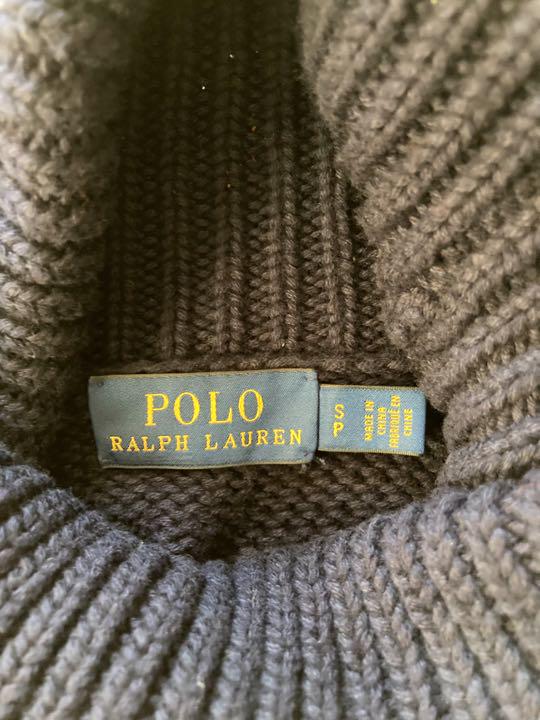 POLO
RALPH LAUREN
S
P
MADE IN
CHINA
FABRIQUÉ EN
CHINE